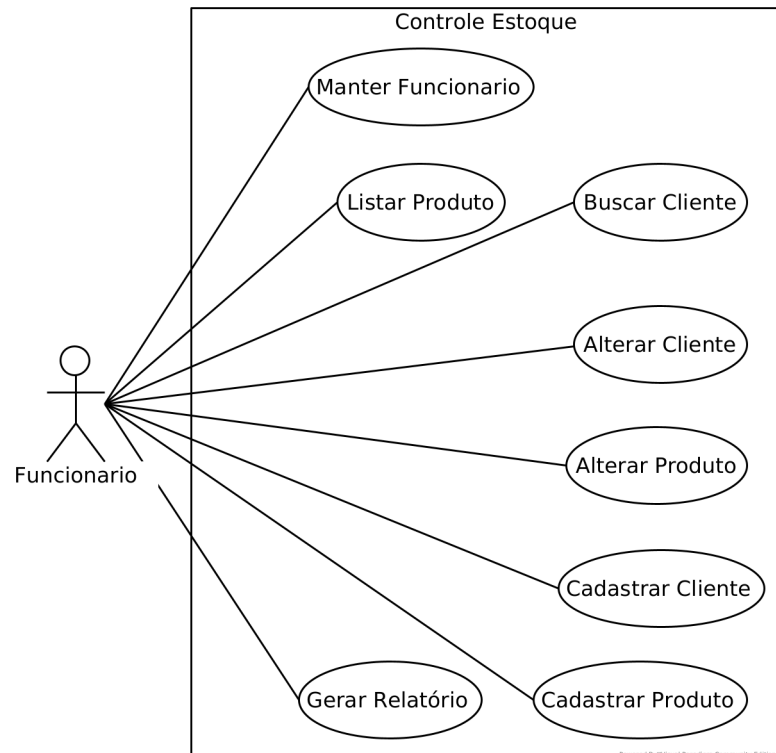 Controle Estoque
Manter Funcionario
Listar Produto
Buscar Cliente
Alterar Cliente
Funcionario
Alterar Produto
Cadastrar Cliente
Gerar Relatório
Cadastrar Produto